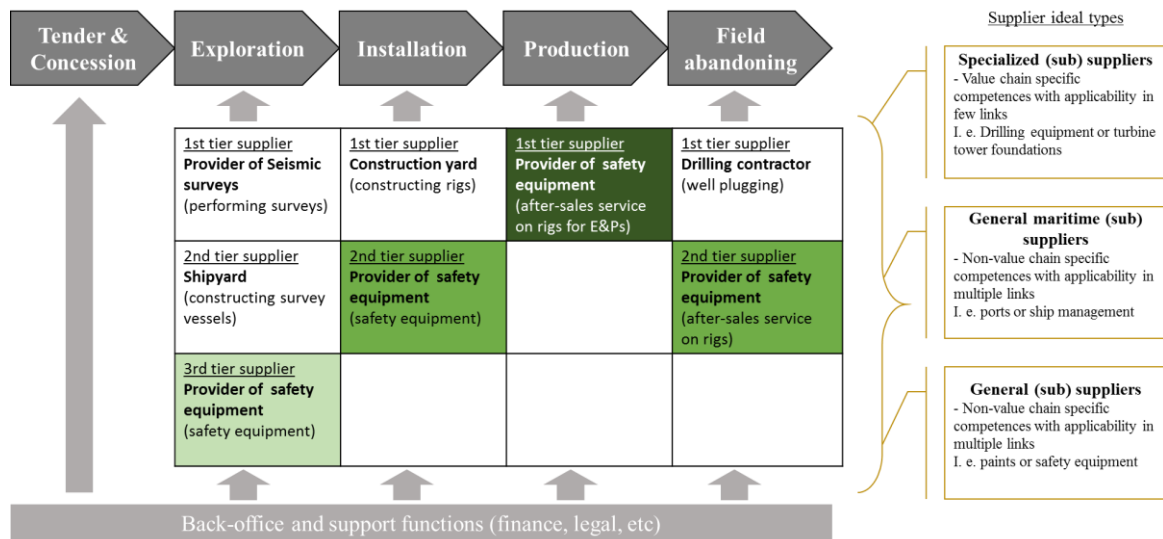 Tender &
Concession
Exploration
Installation
Production
Field
abandoning
1st tier supplier
Provider of Seismic
surveys
(performing surveys)
1st tier supplier
Construction yard
(constructing rigs)
1st tier supplier
Provider of safety
equipment
(after-sales service
on rigs for E&Ps)
1st tier supplier
Drilling contractor
(well plugging)
2nd tier supplier
Shipyard
(constructing survey
vessels)
2nd tier supplier
Provider of safety
equipment
(safety equipment)
2nd tier supplier
Provider of safety
equipment
(after-sales service
on rigs)
3rd tier supplier
Provider of safety
equipment
(safety equipment)
Back-office and support functions (finance, legal, etc)
Supplier ideal types
Specialized (sub) suppliers
- Value chain specific
competences with applicability in
few links
I. e. Drilling equipment or turbine
tower foundations
General maritime (sub)
suppliers
- Non-value chain specific
competences with applicability in
multiple links
I. e. ports or ship management
General (sub) suppliers
- Non-value chain specific
competences with applicability in
multiple links
I. e. paints or safety equipment